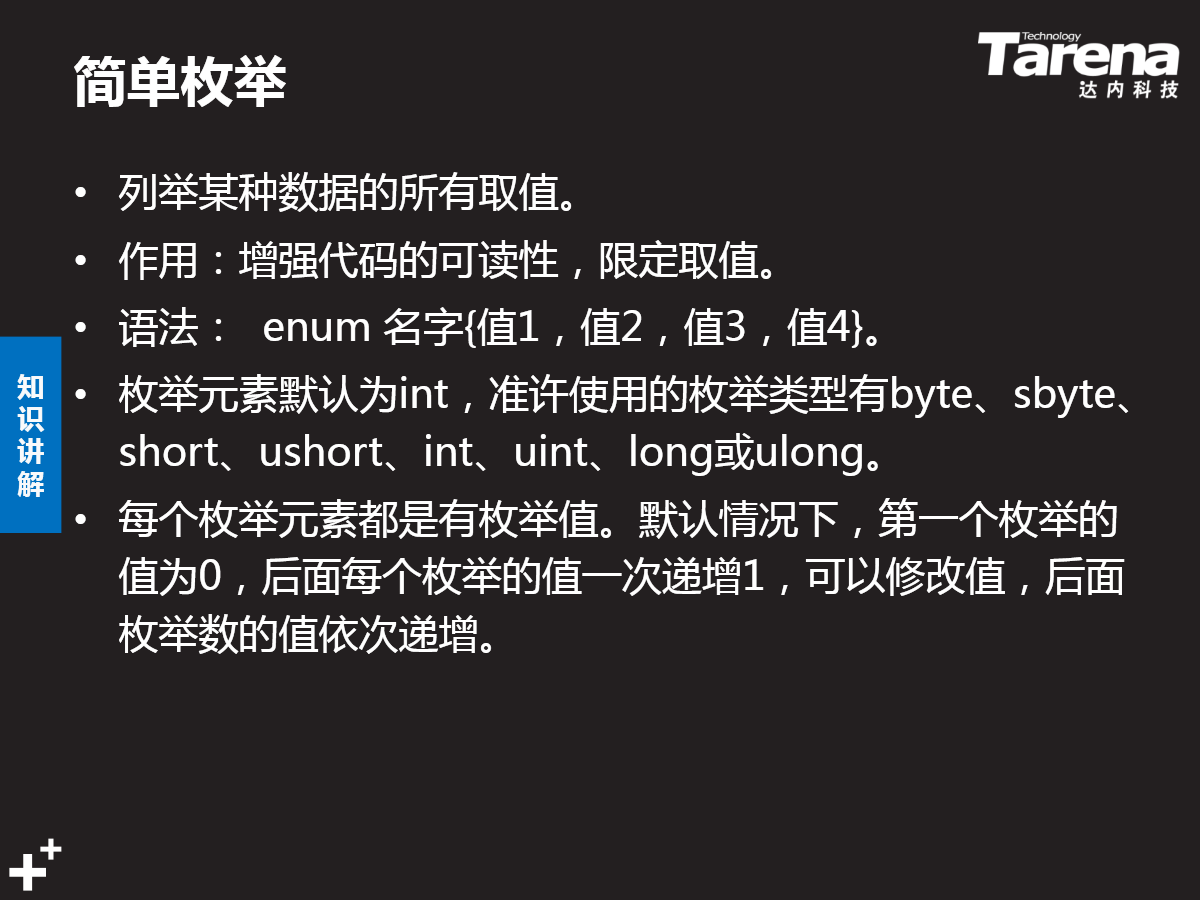 简单枚举
Technology
Tarena
达内科技
• 列举某种数据的所有取值。
• 作用：增强代码的可读性，限定取值。
• 语法： enum 名字{值1，值2，值3，值4}。
• 枚举元素默认为int，准许使用的枚举类型有byte、sbyte、
short、ushort、int、uint、long或ulong。
• 每个枚举元素都是有枚举值。默认情况下，第一个枚举的
值为0，后面每个枚举的值一次递增1，可以修改值，后面
枚举数的值依次递增。
知
识
讲
解